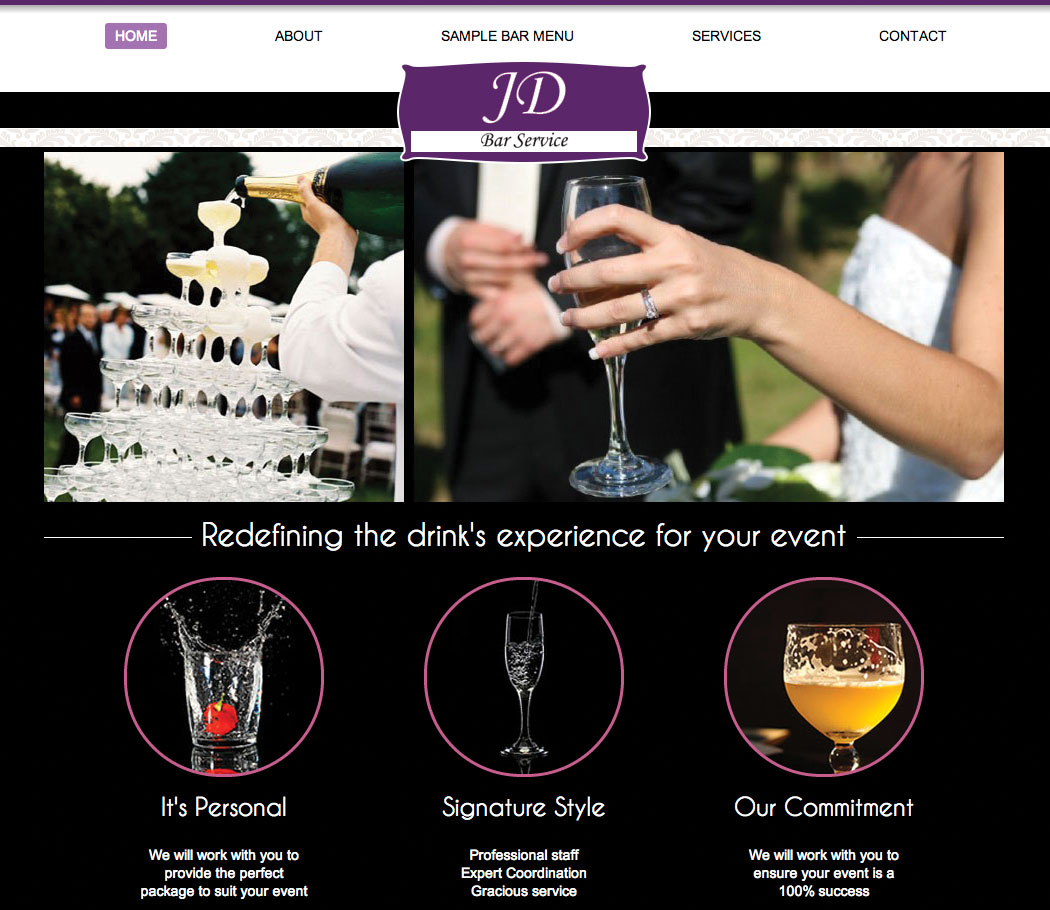 HOME
ABOUT
SAMPLE BAR MENU
SERVICES
CONTACT
JD
Bar Service
Redefining the drink's experience for your event
It's Personal
We will work with you to
provide the perfect
package to suit your event
Signature Style
Professional staff
Expert Coordination
Gracious service
Our Commitment
We will work with you to
ensure your event is a
100% success